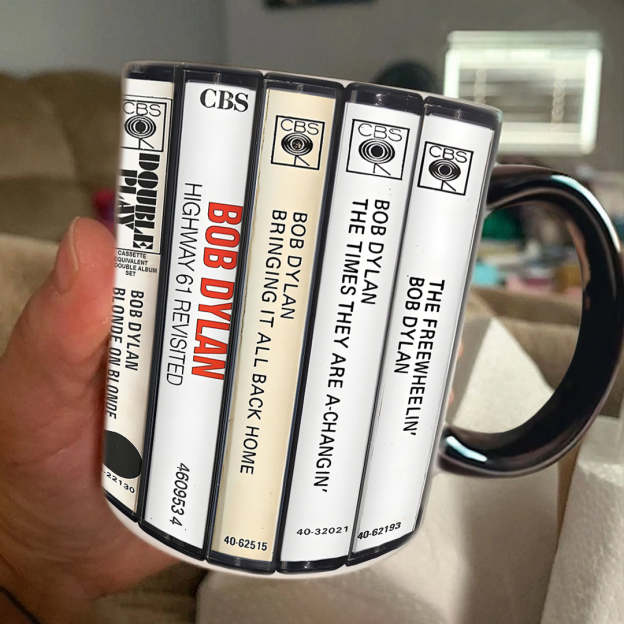 CBS
DOUBLE
PLAY
CASSETTE
EQUIVALENT
DOUBLE ALBUM
SET
BOB DYLAN
BLONDE ON BLONDE
-22130
CBS
BOB DYLAN
HIGHWAY 61 REVISITED
460953 4
CBS
BOB DYLAN
BRINGING IT ALL BACK HOME
40-62515
CBS
BOB DYLAN
THE TIMES THEY ARE A-CHANGIN'
40-32021
CBS
THE FREEWHEELIN'
BOB DYLAN
40-62193